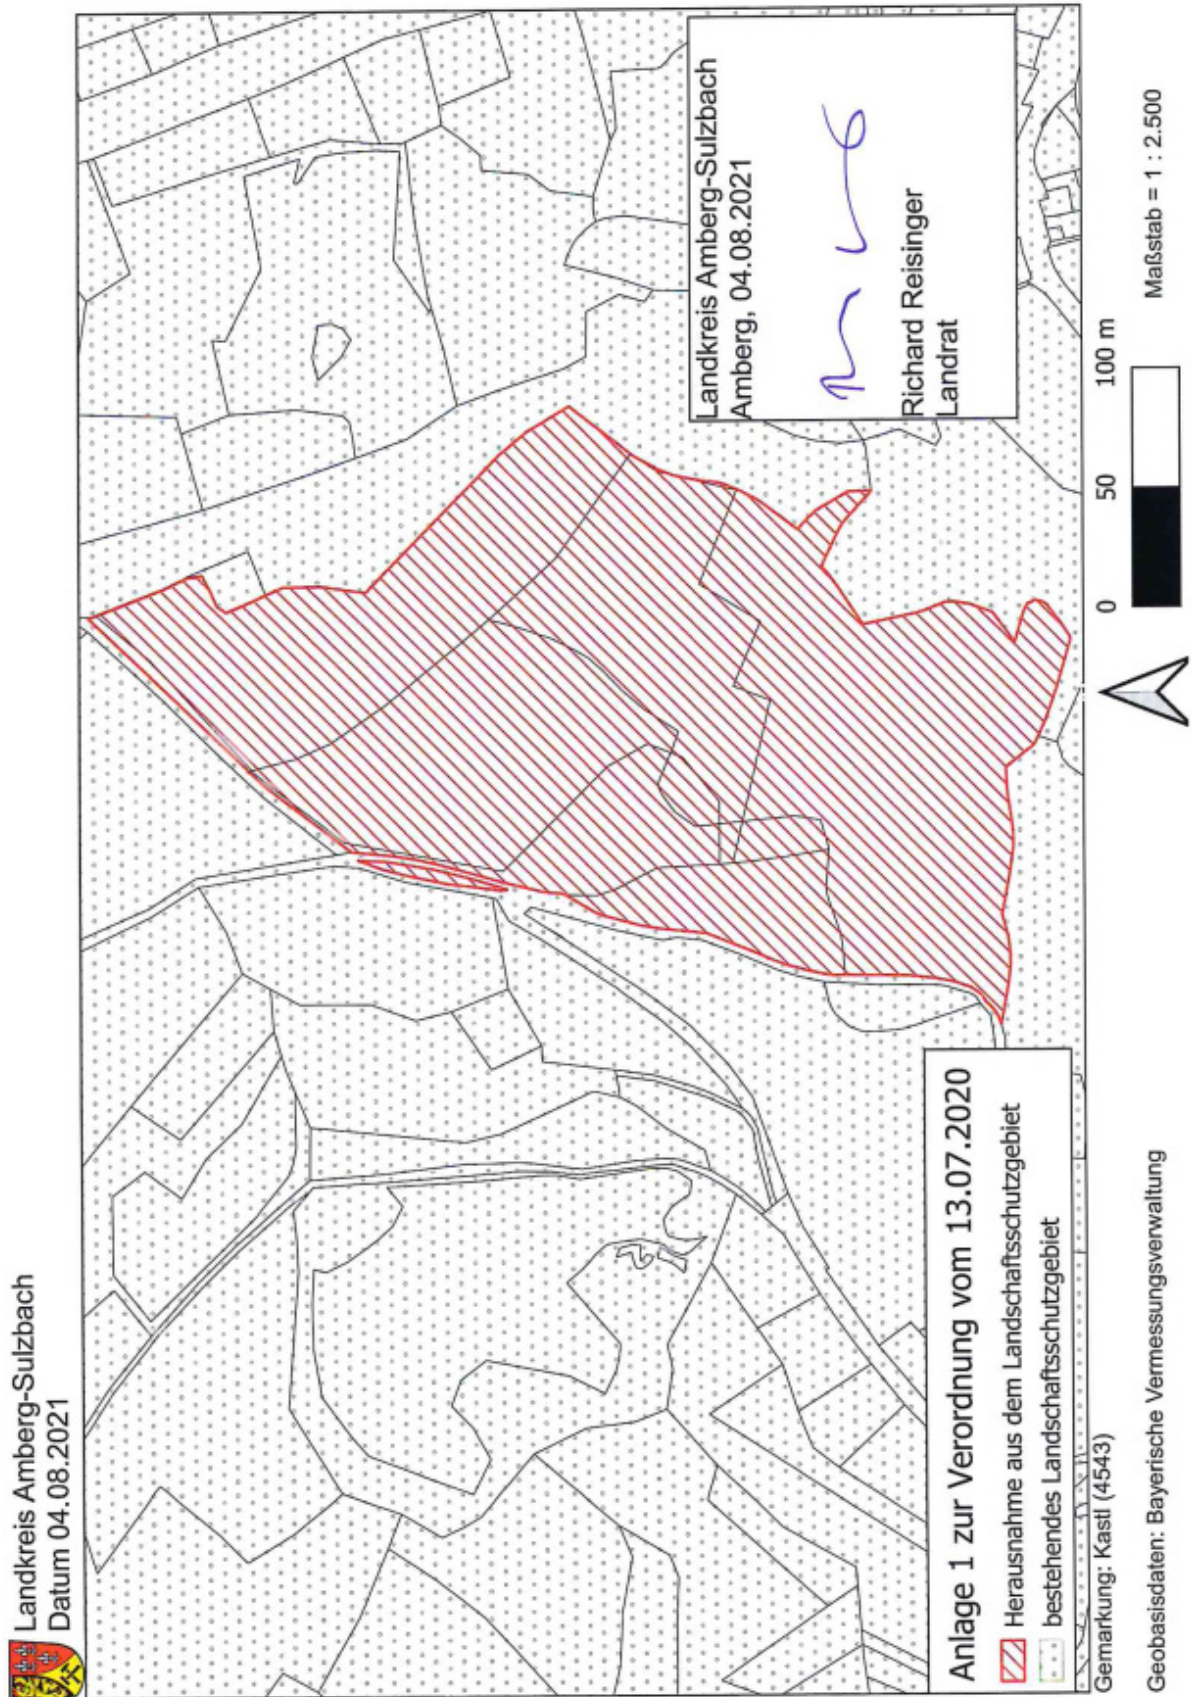 Landkreis Amberg-Sulzbach
Datum 04.08.2021
Landkreis Amberg-Sulzbach
Amberg, 04.08.2021
Richard Reisinger
Landrat
Anlage 1 zur Verordnung vom 13.07.2020
Herausnahme aus dem Landschaftsschutzgebiet
bestehendes Landschaftsschutzgebiet
Gemarkung: Kastl (4543)
Geobasisdaten: Bayerische Vermessungsverwaltung
0 50 100 m
Maßstab = 1 : 2.500